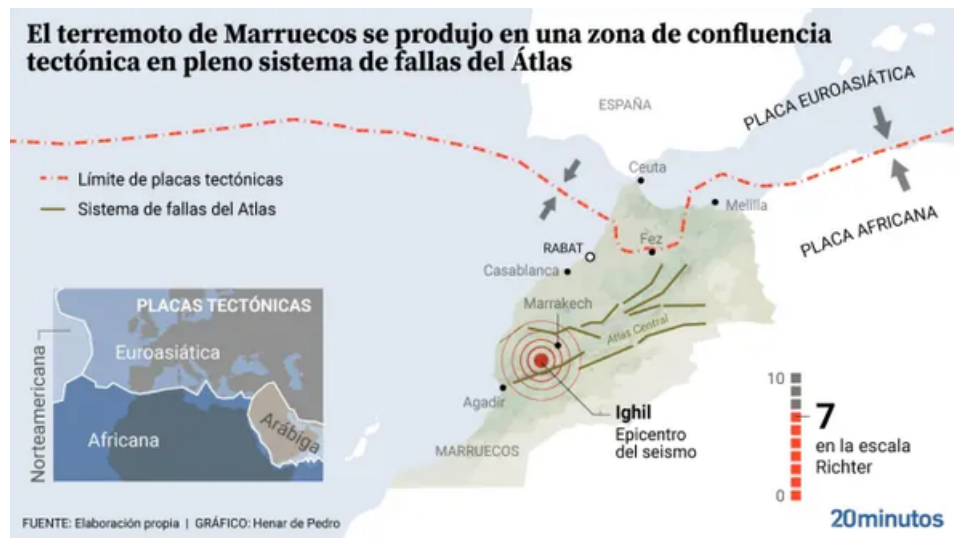 El terremoto de Marruecos se produjo en una zona de confluencia
tectónica en pleno sistema de fallas del Átlas
ESPAÑA
PLACA EUROASIÁTICA
Límite de placas tectónicas
Sistema de fallas del Atlas
Ceuta
Melilla
PLACA AFRICANA
RABAT
Fez
Casablanca
Marrakech
Atlas Central
Agadir
MARRUECOS
Ighil
Epicentro
del seismo
PLACAS TECTÓNICAS
Norteamericana
Euroasiática
Africana
Arábiga
10
7
en la escala
Richter
0
FUENTE: Elaboración propia | GRÁFICO: Henar de Pedro
20minutos